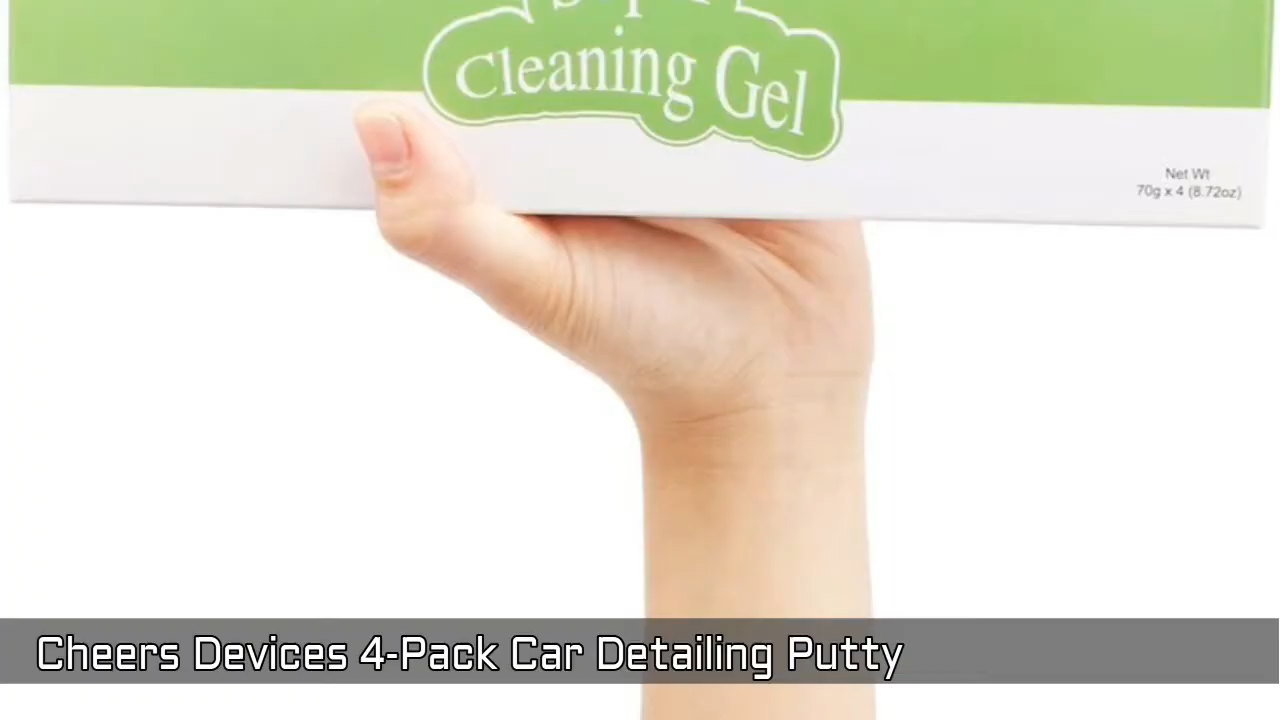 Cleaning Gel
Net Wt
70g x 4 (8.72oz)
Cheers Devices 4-Pack Car Detailing Putty